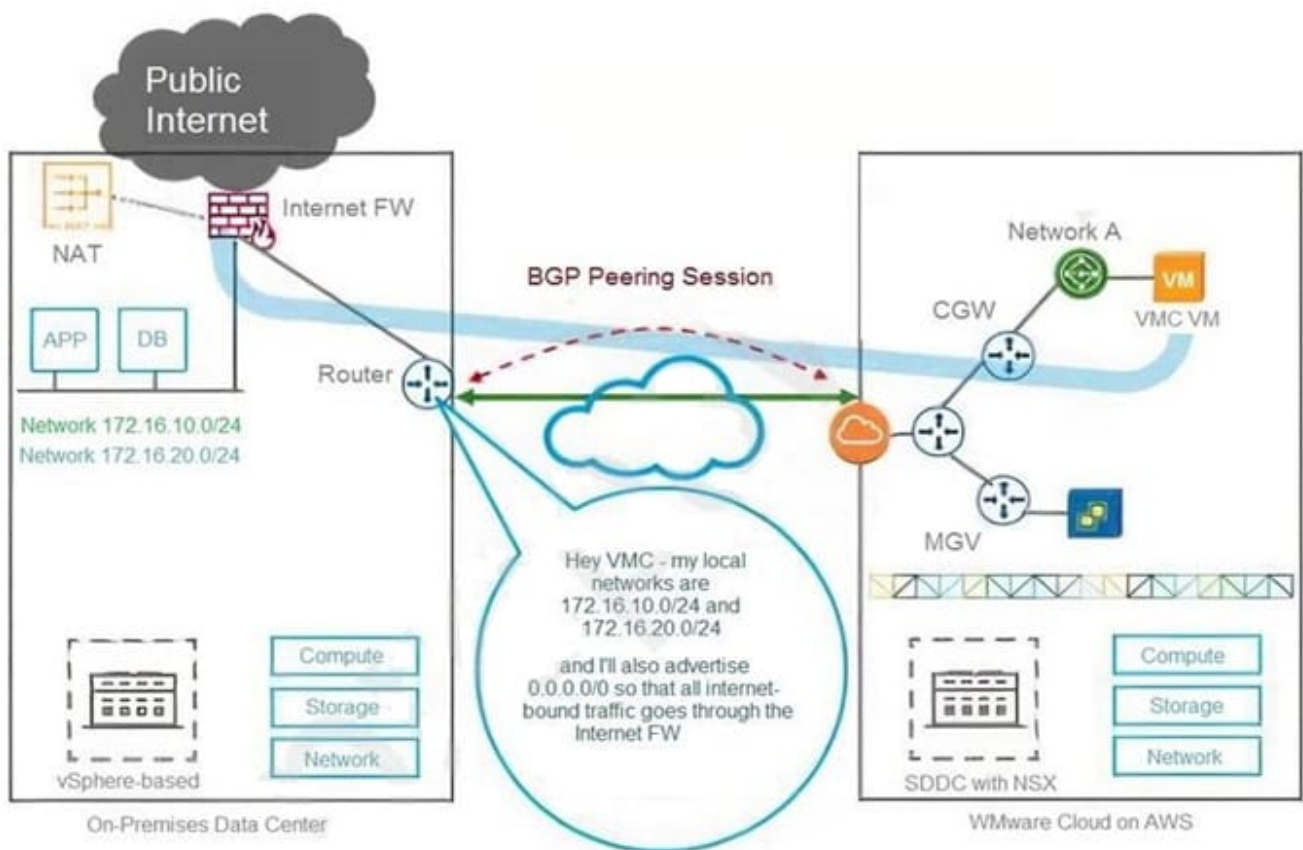 Public
Internet
Internet FW
NAT
APP
DB
Router
Network 172.16.10.0/24
Network 172.16.20.0/24
BGP Peering Session
Network A
CGW
VM
VMC VM
MGV
Hey VMC - my local
networks are
172.16.10.0/24 and
172.16.20.0/24
and I'll also advertise
0.0.0.0/0 so that all internet-
bound traffic goes through the
Internet FW
Compute
Storage
Network
vSphere-based
On-Premises Data Center
Compute
Storage
Network
SDDC with NSX
WMware Cloud on AWS